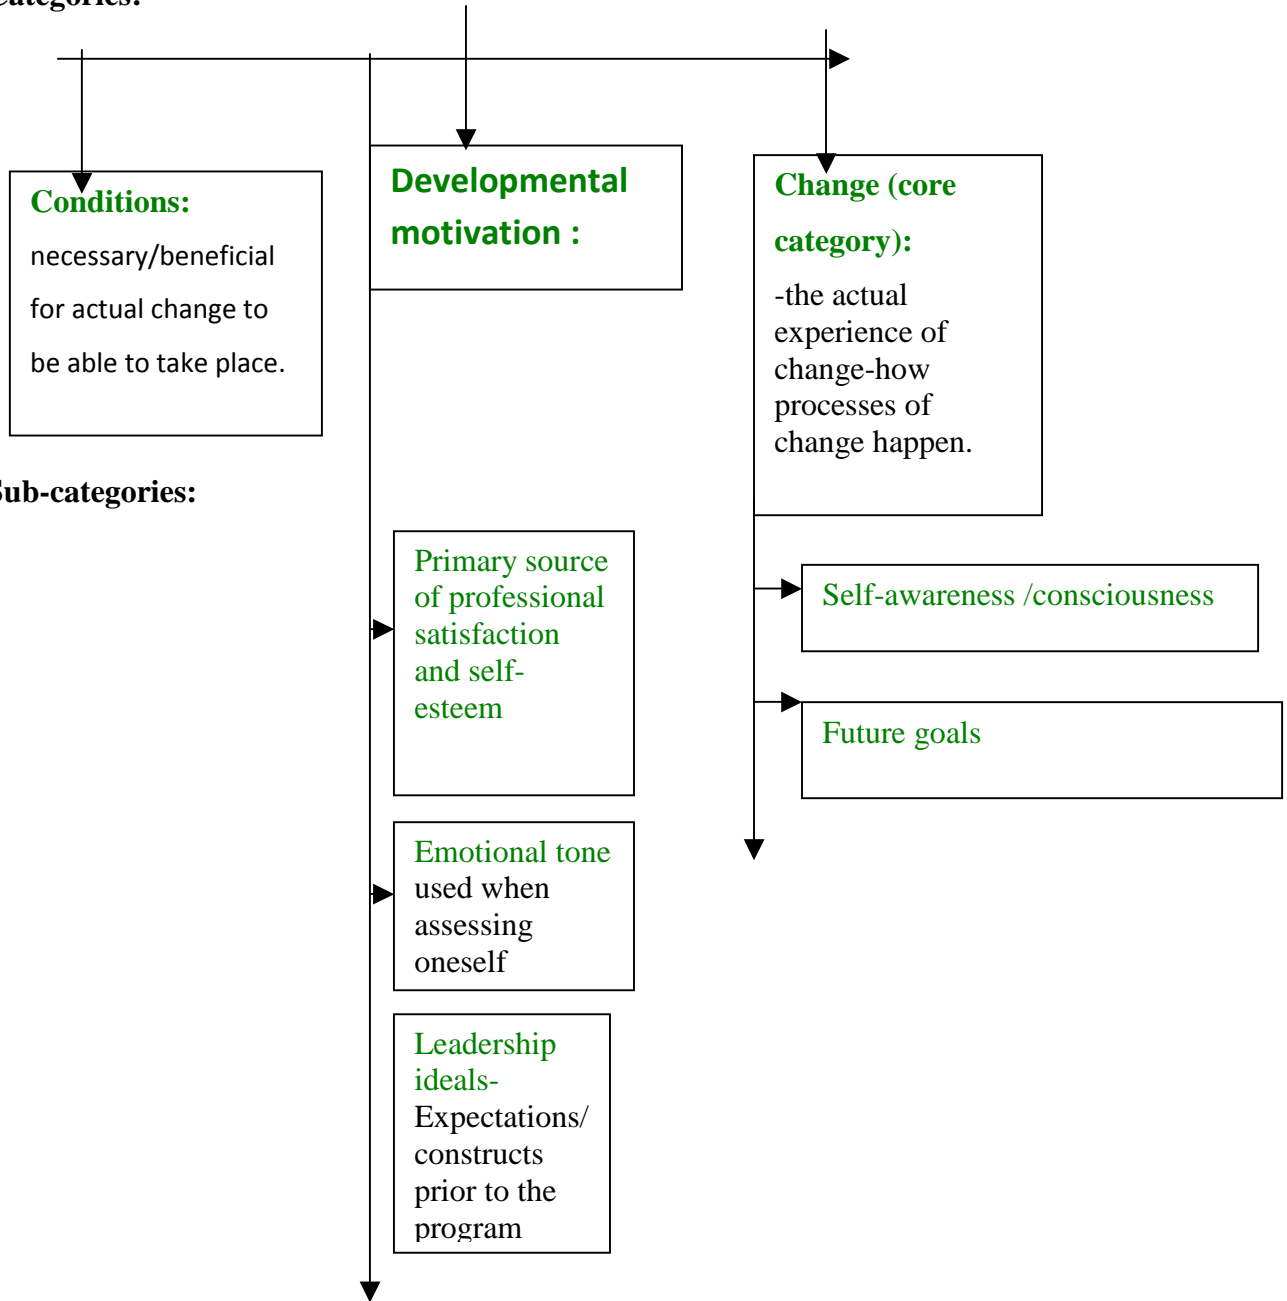 Categories:
Conditions:
necessary/beneficial
for actual change to
be able to take place.
Developmental
motivation :
Change (core
category):
-the actual
experience of
change-how
processes of
change happen.
Sub-categories:
Primary source
of professional
satisfaction
and self-
esteem
Emotional tone
used when
assessing
oneself
Leadership
ideals-
Expectations/
constructs
prior to the
program
Self-awareness /consciousness
Future goals